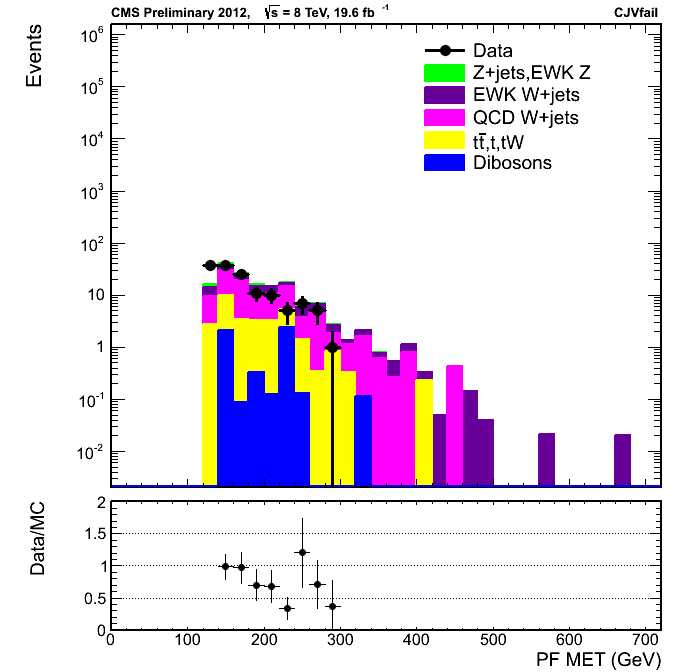 CMS Preliminary 2012, √s = 8 TeV, 19.6 fb⁻¹ CJVfail
Events
10⁶
10⁵
10⁴
10³
10²
10
1
10⁻¹
10⁻²
Data
Z+jets,EWK Z
EWK W+jets
QCD W+jets
tt̅,t,tW
Dibosons
Data/MC
2
1.5
1
0.5
0
0 100 200 300 400 500 600 700
PF MET (GeV)